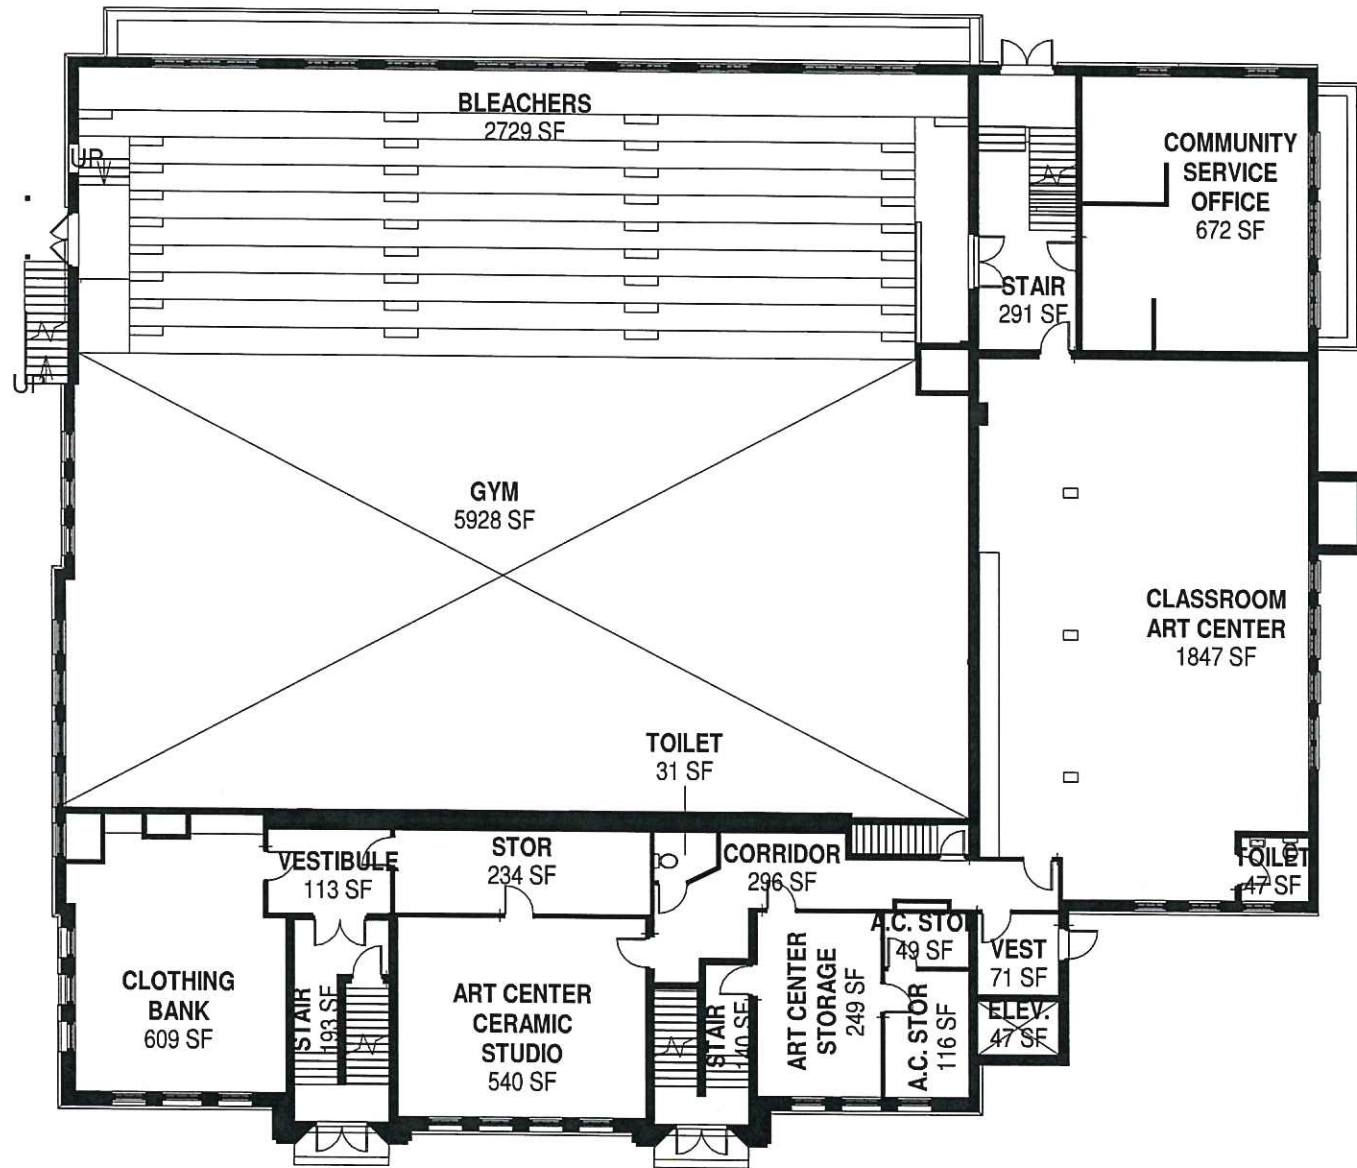 BLEACHERS
2729 SF
UP
COMMUNITY
SERVICE
OFFICE
672 SF
STAIR
291 SF
UP
GYM
5928 SF
CLASSROOM
ART CENTER
1847 SF
TOILET
31 SF
VESTIBULE
113 SF
STOR
234 SF
CORRIDOR
296 SF
TOILET
47 SF
A.C. STO
49 SF
VEST
71 SF
CLOTHING
BANK
609 SF
STAIR
193 SF
ART CENTER
CERAMIC
STUDIO
540 SF
STAIR
140 SF
ART CENTER
STORAGE
249 SF
A.C. STOR
116 SF
ELEV.
47 SF